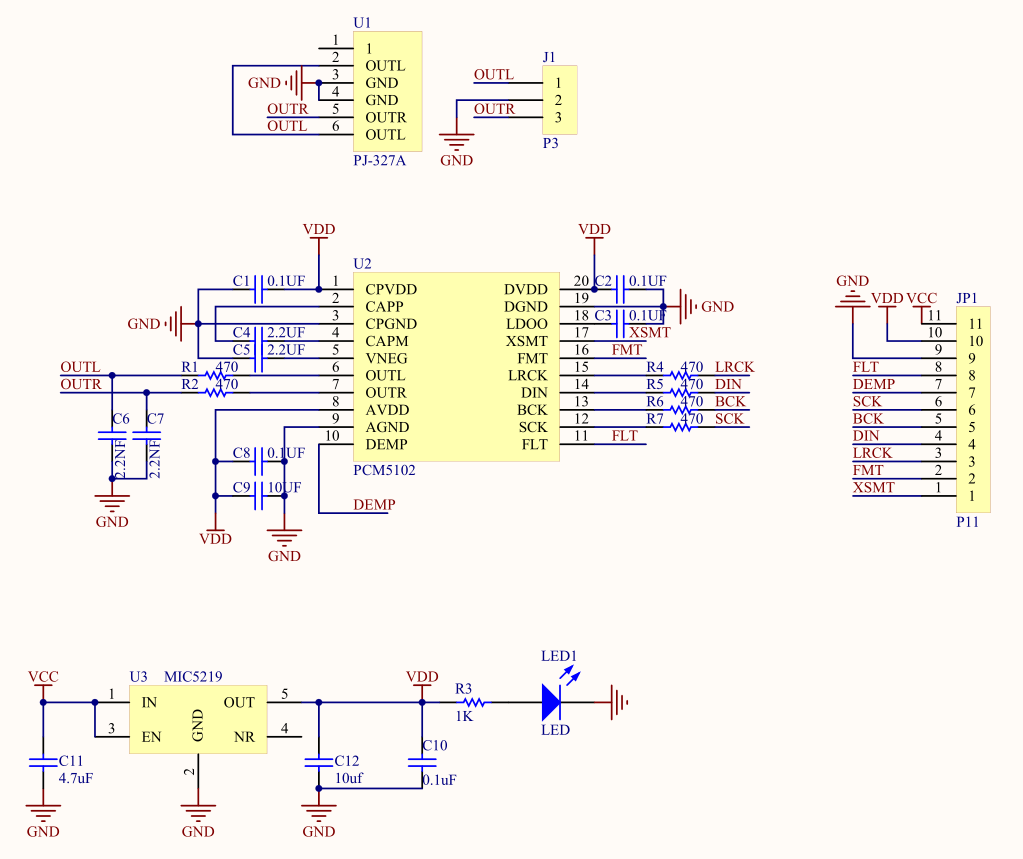 U1
1 1
2 OUTL
GND 3 GND
4 GND
OUTR 5 OUTR
OUTL 6 OUTL
PJ-327A
J1
OUTL 1
2
OUTR 3
GND
P3
VDD
VDD
U2
C1 0.1UF 1 CPVDD
2 CAPP
GND 3 CPGND
C4 2.2UF 4 CAPM
C5 2.2UF 5 VNEG
OUTL R1 470 6 OUTL
OUTR R2 470 7 OUTR
8 AVDD
9 AGND
10 DEMP
DVDD 20 C2 0.1UF
DGND 19 GND
LDOO 18 C3 0.1UF
XSMT 17 XSMT
FMT 16 FMT
LRCK 15 R4 470 LRCK
DIN 14 R5 470 DIN
BCK 13 R6 470 BCK
SCK 12 R7 470 SCK
FLT 11 FLT
PCM5102
C6 C7
2.2NF 2.2NF
GND
C8 0.1UF
C9 10UF
DEMP
VDD
GND
GND
VDD VCC
JP1
11 11
10 10
9 9
FLT 8 8
DEMP 7 7
SCK 6 6
BCK 5 5
DIN 4 4
LRCK 3 3
FMT 2 2
XSMT 1 1
P11
VCC
U3 MIC5219
1 IN OUT 5
3 EN NR 4
GND
2
C11
4.7uF
GND
GND
C12
10uf
GND
VDD
C10
0.1uF
R3
1K
LED1
LED